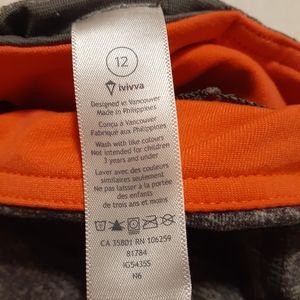 12
ivivva
Designed in Vancouver
Made in Philippines
Conçu à Vancouver
Fabriqué aux Philippines
Wash with like colours
Not intended for children
3 years and under
Laver avec des couleurs
similaires seulement
Ne pas laisser à la portée
des enfants
de trois ans et moins
CA 35801 RN 106259
81784
IG5435S
N6